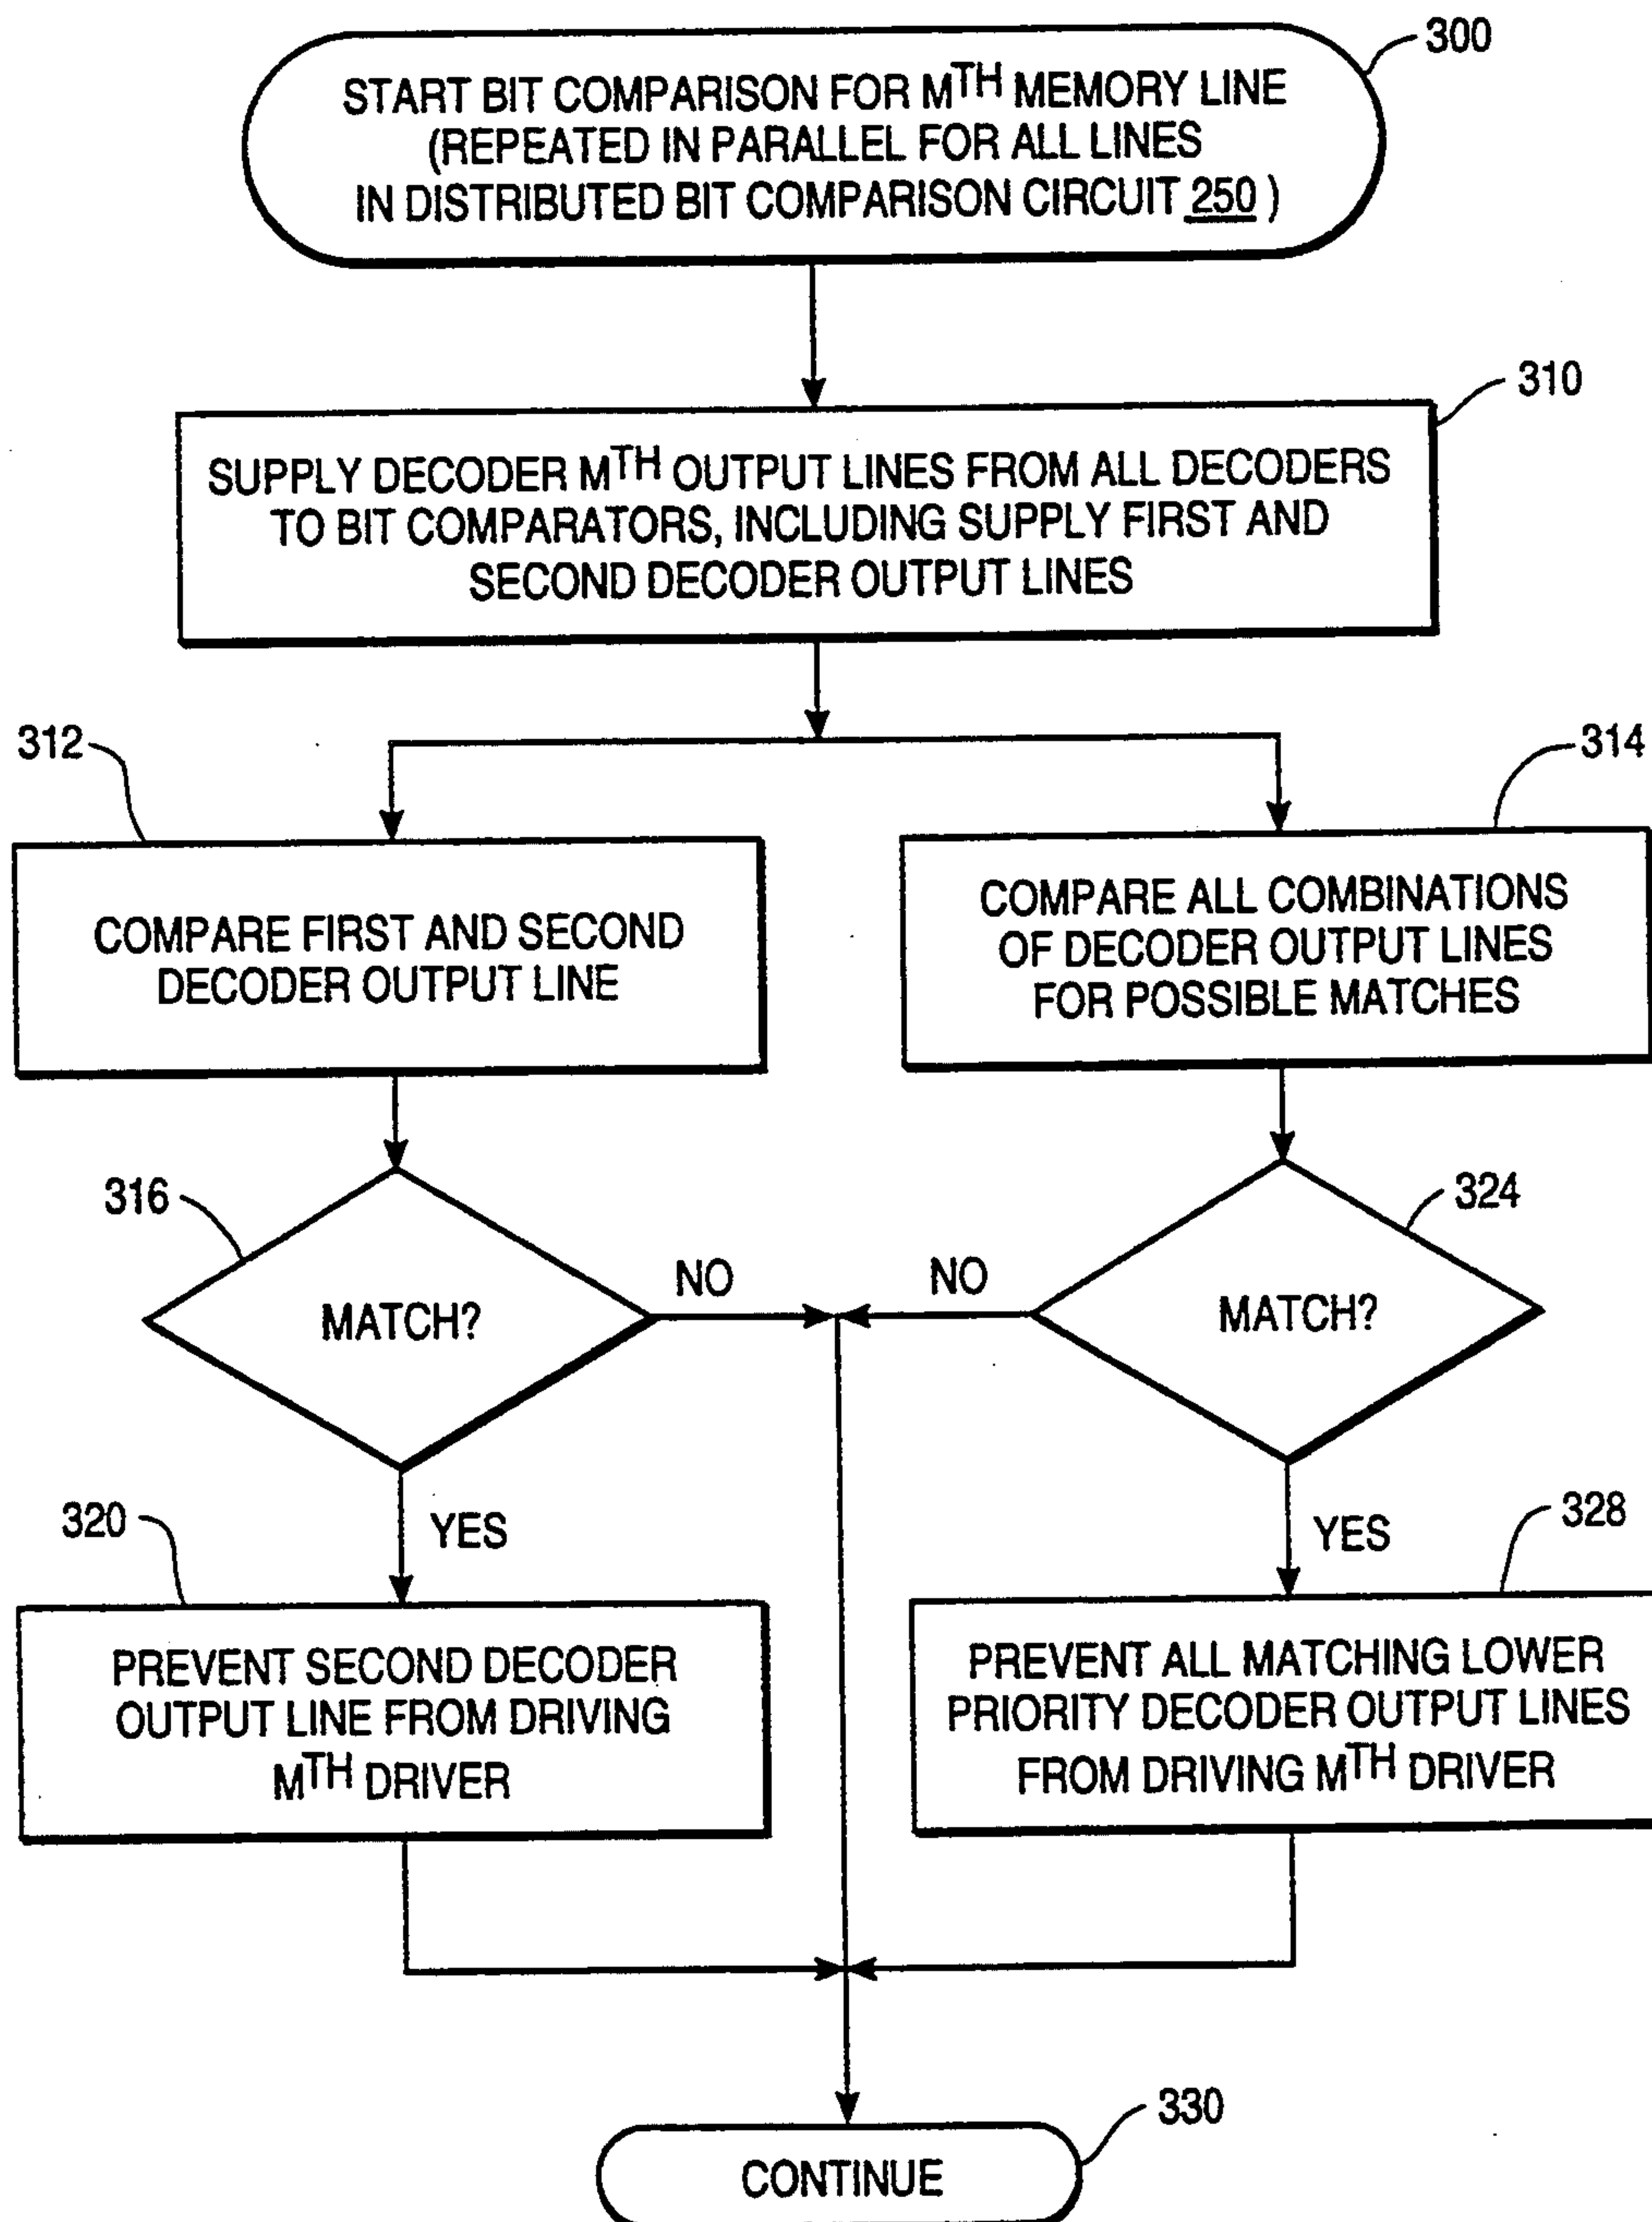 300
START BIT COMPARISON FOR MTH MEMORY LINE
(REPEATED IN PARALLEL FOR ALL LINES
IN DISTRIBUTED BIT COMPARISON CIRCUIT 250 )
310
SUPPLY DECODER MTH OUTPUT LINES FROM ALL DECODERS
TO BIT COMPARATORS, INCLUDING SUPPLY FIRST AND
SECOND DECODER OUTPUT LINES
312
314
COMPARE FIRST AND SECOND
DECODER OUTPUT LINE
COMPARE ALL COMBINATIONS
OF DECODER OUTPUT LINES
FOR POSSIBLE MATCHES
316
324
MATCH?
NO
NO
MATCH?
320
YES
328
YES
PREVENT SECOND DECODER
OUTPUT LINE FROM DRIVING
MTH DRIVER
PREVENT ALL MATCHING LOWER
PRIORITY DECODER OUTPUT LINES
FROM DRIVING MTH DRIVER
330
CONTINUE